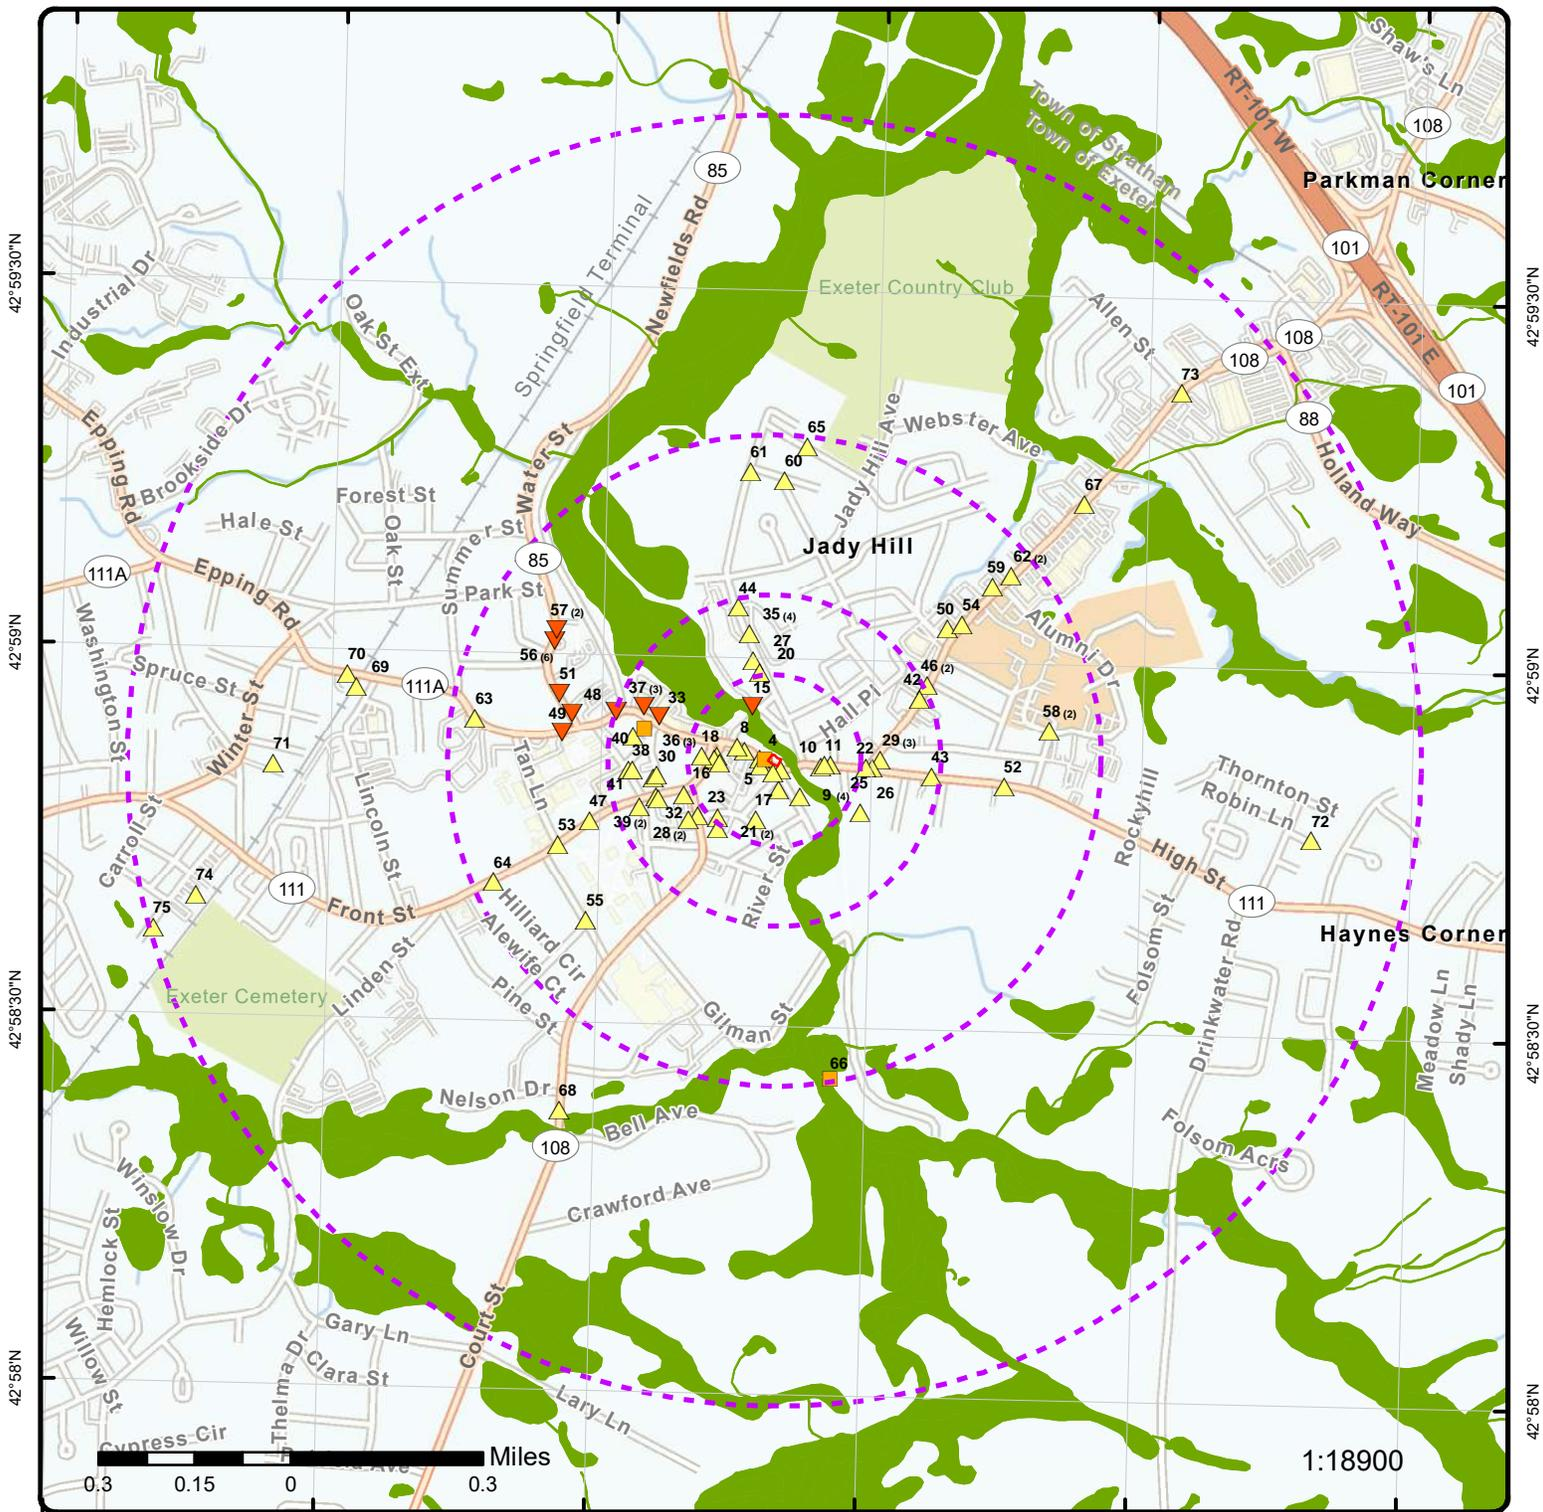 Shaw's Ln
108
RT-101 W
Town of Stratham
Town of Exeter
85
Parkman Corner
101
Newfields Rd
Springfield Terminal
42°59'30"N
42°59'30"N
Industrial Dr
Exeter Country Club
Oak St Ext
Allen St
RT-101 E
108
108
73
101
88
Epping Rd
Brookside Dr
Webster Ave
Jady Hill Ave
65
61
60
Water St
Holland Way
67
Forest St
Hale St
Oak St
Summer St
Jady Hill
85
111A
62 (2)
59
Epping Rd
Park St
44
57 (2)
35 (4)
50
54
42°59'N
42°59'N
Washington St
Alumni Dr
27
20
56 (6)
46 (2)
70
69
Spruce St
51
37 (3)
33
15
42
111A
63
48
49
Hall Pl
58 (2)
Winter St
40
36 (3)
18
8
4
10
11
22
29 (3)
71
38
30
16
5
25
43
52
Tan Ln
41
9 (4)
26
Thornton St
Robin Ln
Lincoln St
47
39 (2)
32
23
17
Rockyhill
72
53
28 (2)
21 (2)
Carroll St
High St
64
74
111
Hilliard Cir
River St
111
75
Front St
55
Haynes Corner
Alewife Ct
Folsom St
Drinkwater Rd
Linden St
Exeter Cemetery
Pine St
Gilman St
42°58'30"N
42°58'30"N
Meadow Ln
Shady Ln
66
Nelson Dr
68
Bell Ave
108
Folsom Acrs
Winslow Dr
Crawford Ave
Hemlock St
Court St
Gary Ln
Willow St
Clara St
42°58'N
42°58'N
Thelma Dr
Lary Ln
Cypress Cir
Miles
1:18900
0.3
0.15
0
0.3